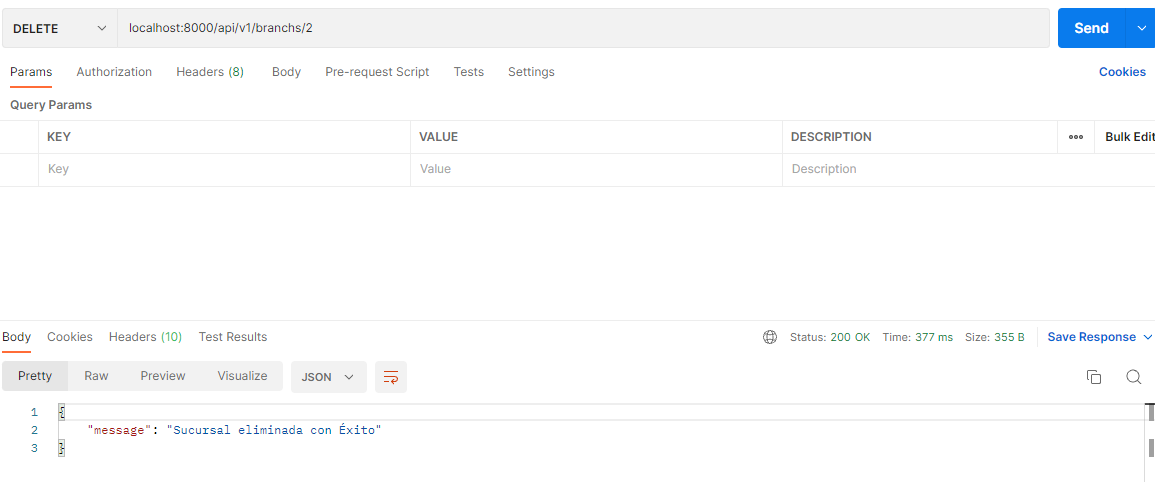 DELETE localhost:8000/api/v1/branchs/2 Send
Params Authorization Headers (8) Body Pre-request Script Tests Settings Cookies
Query Params
KEY VALUE DESCRIPTION ooo Bulk Edit
Key Value Description
Body Cookies Headers (10) Test Results Status: 200 OK Time: 377 ms Size: 355 B Save Response
Pretty Raw Preview Visualize JSON
1 {
2 "message": "Sucursal eliminada con Éxito"
3 }